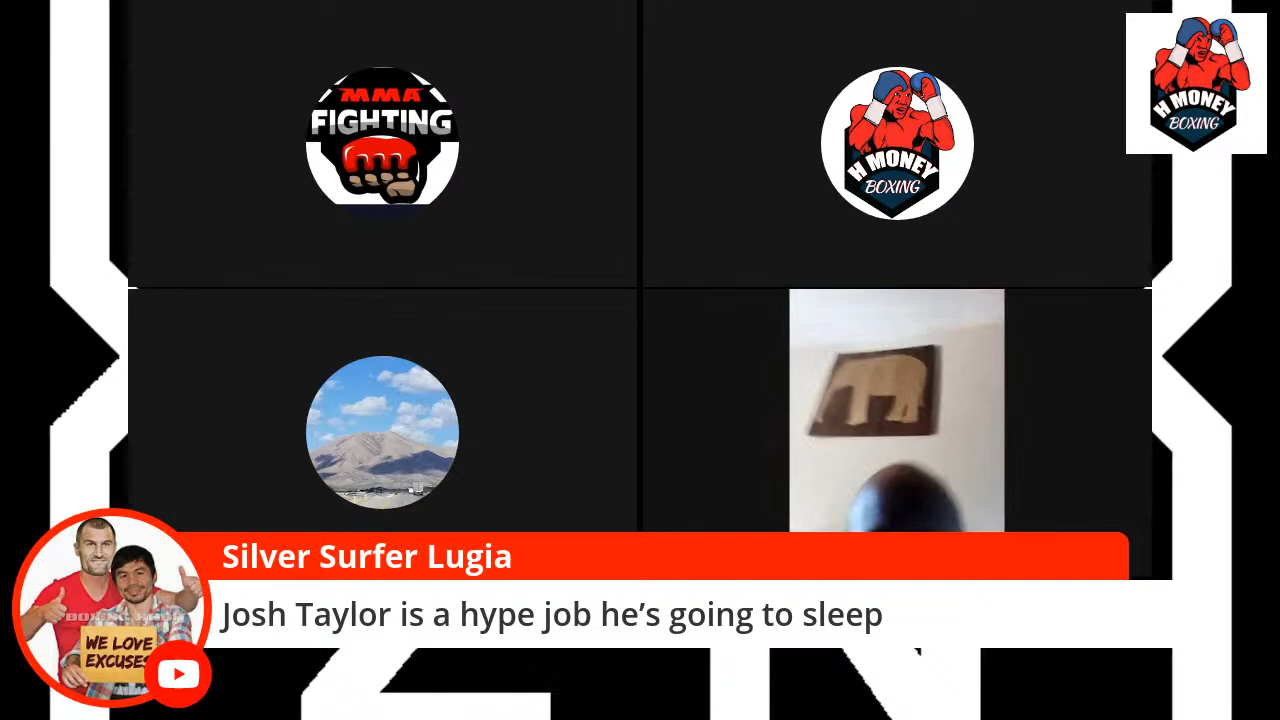 MMA
FIGHTING
H MONEY
BOXING
H MONEY
BOXING
Silver Surfer Lugia
Josh Taylor is a hype job he’s going to sleep
WE LOVE
EXCUSES